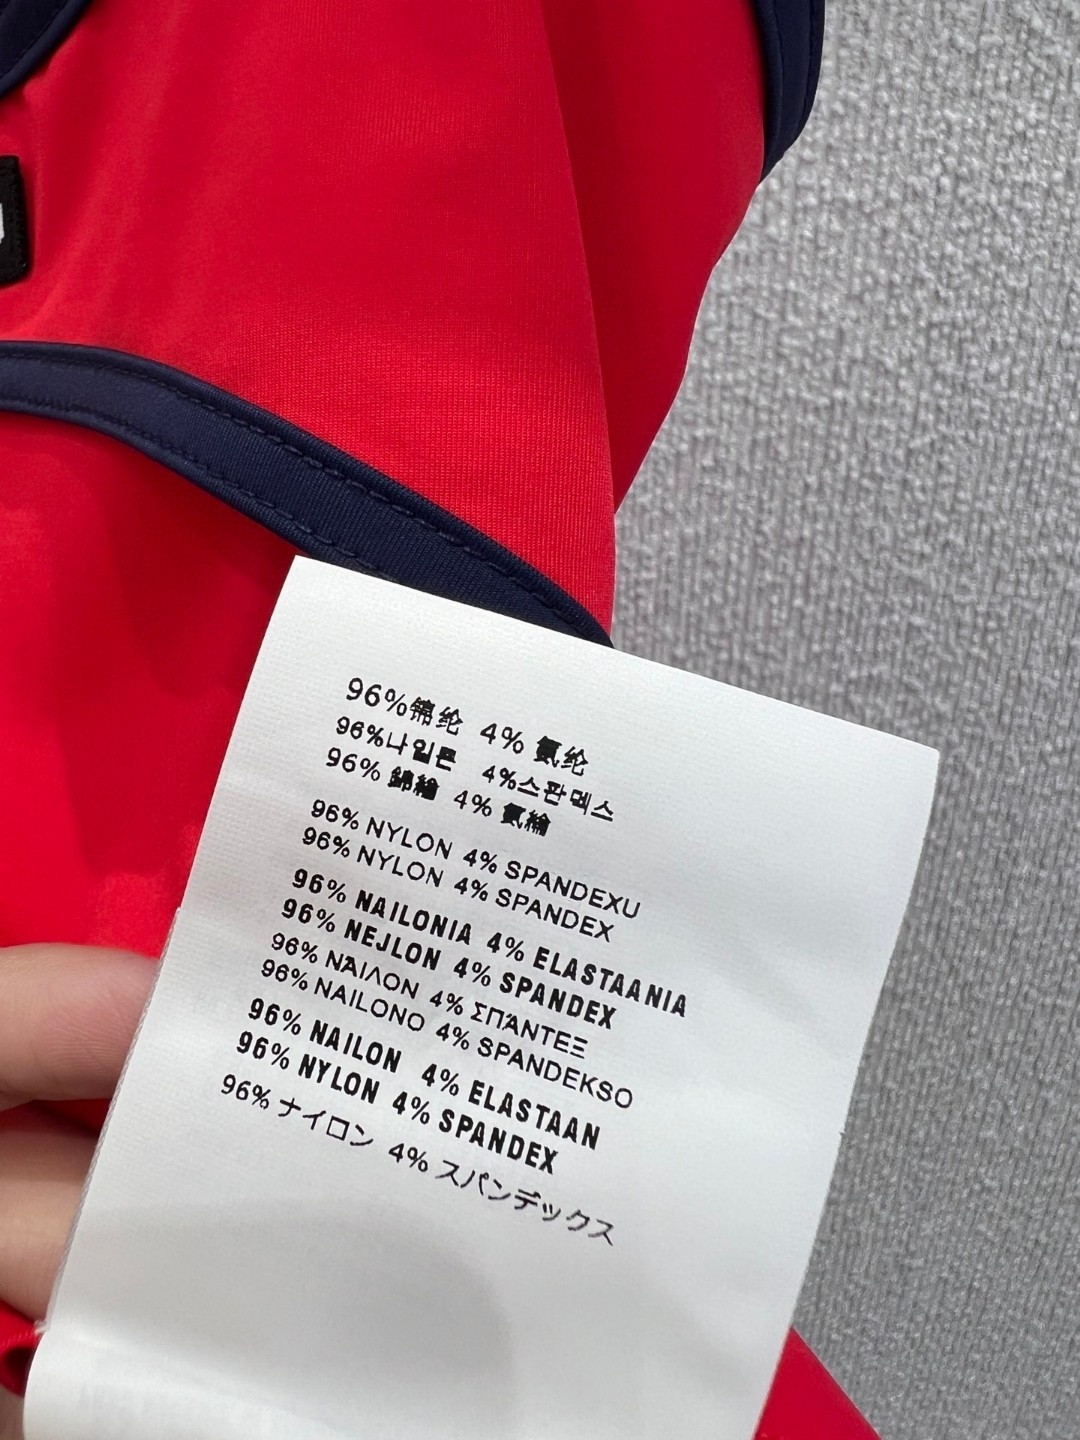 96%锦纶 4% 氨纶
96%나일론 4%스판덱스
96% 錦綸 4% 氨綸
96% NYLON 4% SPANDEXU
96% NYLON 4% SPANDEX
96% NAILONIA 4% ELASTAANIA
96% NEJLON 4% SPANDEX
96% ΝΆΙΛΟΝ 4% ΣΠΆΝΤΕΞ
96% NAILONO 4% SPANDEKSO
96% NAILON 4% ELASTAAN
96% NYLON 4% SPANDEX
96% ナイロン 4% スパンデックス